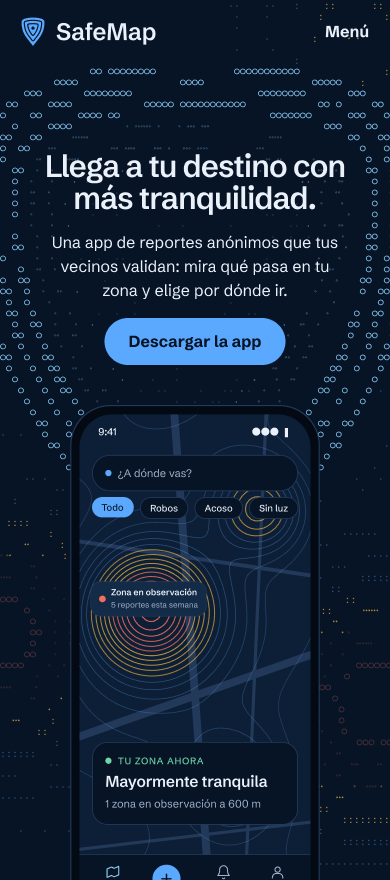 SafeMap
Menú
Llega a tu destino con
más tranquilidad.
Una app de reportes anónimos que tus
vecinos validan: mira qué pasa en tu
zona y elige por dónde ir.
Descargar la app
9:41
¿A dónde vas?
Todo
Robos
Acoso
Sin luz
Zona en observación
5 reportes esta semana
TU ZONA AHORA
Mayormente tranquila
1 zona en observación a 600 m